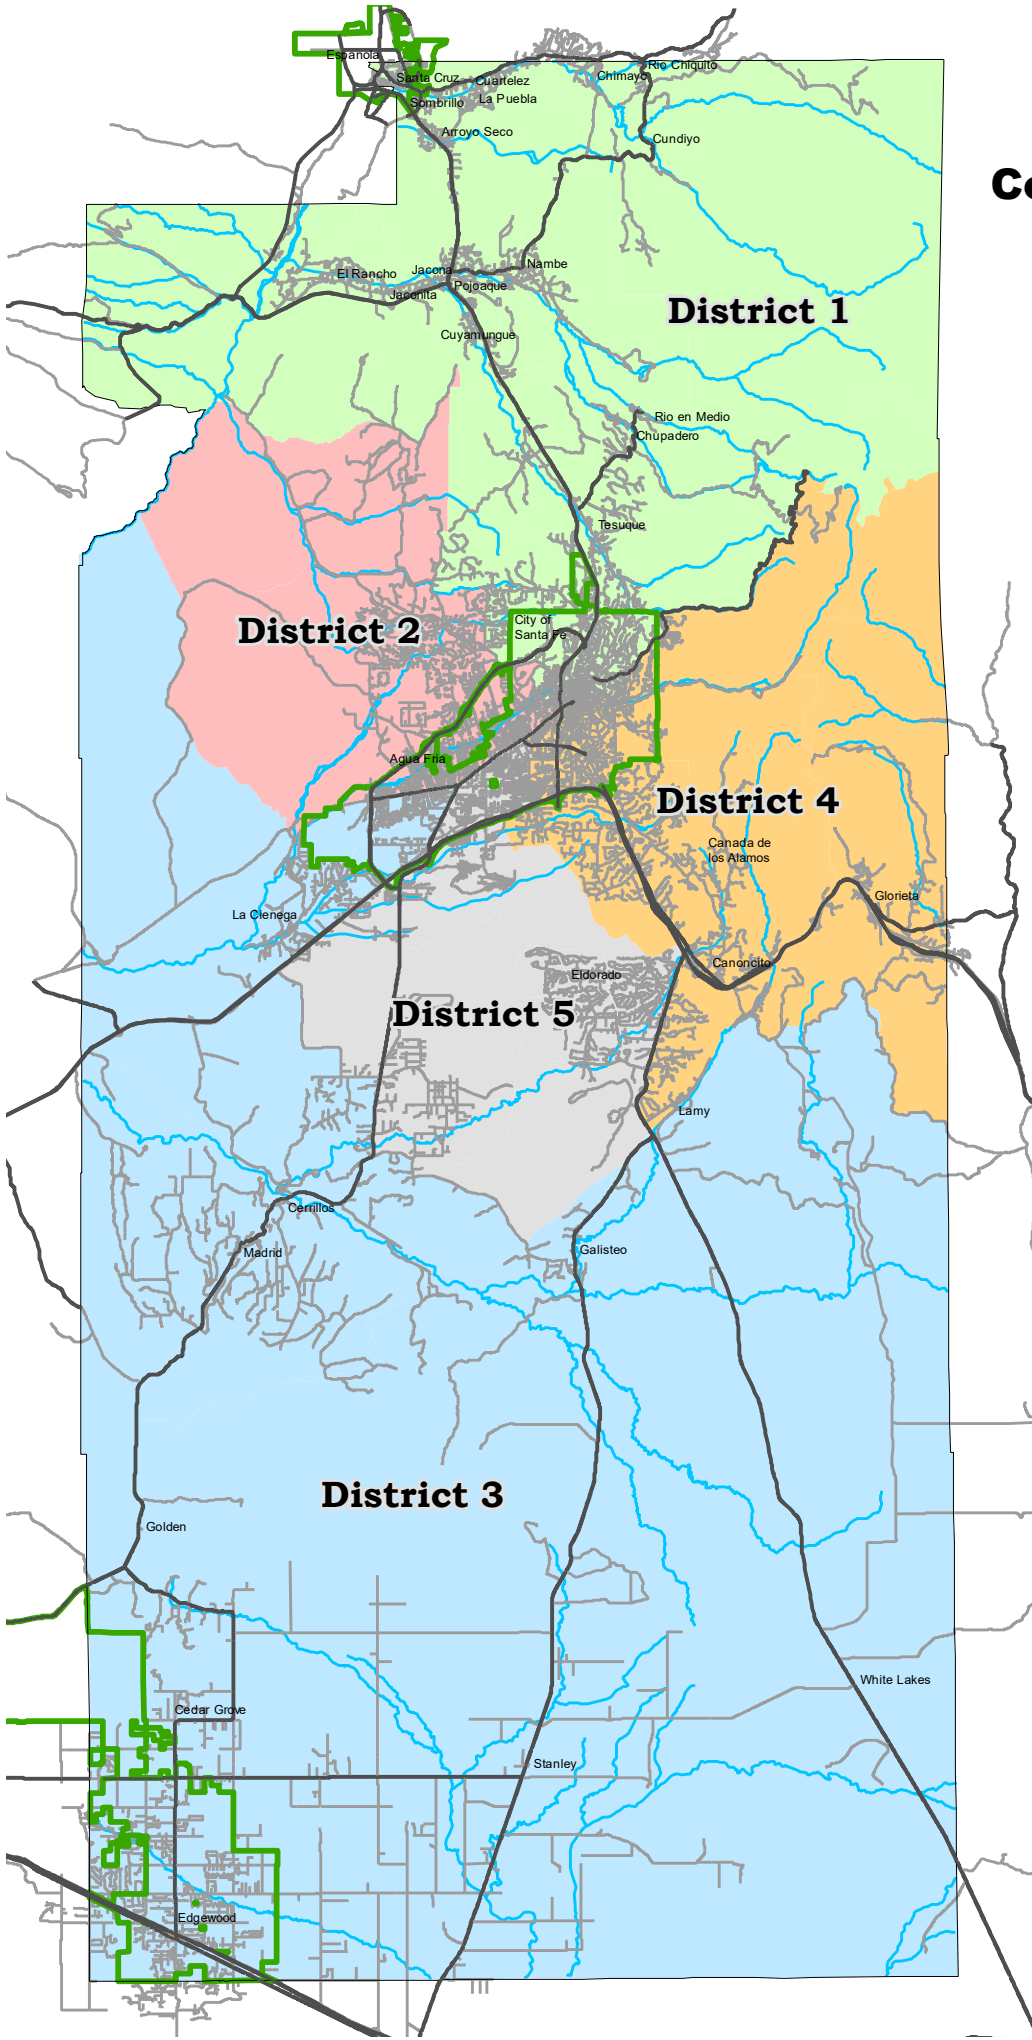 Espanola
Santa Cruz
Cuartelez
La Puebla
Sombrillo
Chimayo
Rio Chiquito
Arroyo Seco
Cundiyo
Co
El Rancho
Jacona
Nambe
Jaconita
Pojoaque
Cuyamungue
District 1
Rio en Medio
Chupadero
Tesuque
City of
Santa Fe
District 2
Agua Fria
District 4
Canada de
los Alamos
Glorieta
La Cienega
Canoncito
Eldorado
District 5
Lamy
Cerrillos
Madrid
Galisteo
District 3
Golden
White Lakes
Cedar Grove
Stanley
Edgewood